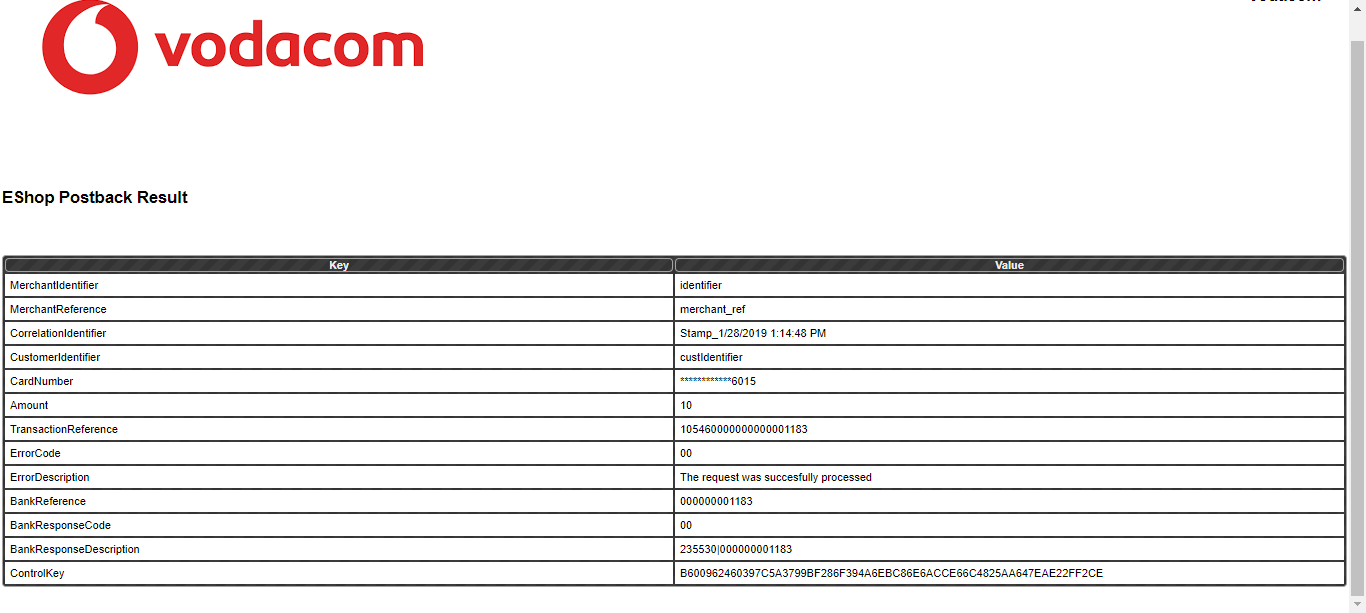 vodacom
EShop Postback Result
Key Value
MerchantIdentifier identifier
MerchantReference merchant_ref
CorrelationIdentifier Stamp_1/28/2019 1:14:48 PM
CustomerIdentifier custIdentifier
CardNumber ************6015
Amount 10
TransactionReference 105460000000000001183
ErrorCode 00
ErrorDescription The request was succesfully processed
BankReference 000000001183
BankResponseCode 00
BankResponseDescription 235530|000000001183
ControlKey B600962460397C5A3799BF286F394A6EBC86E6ACCE66C4825AA647EAE22FF2CE